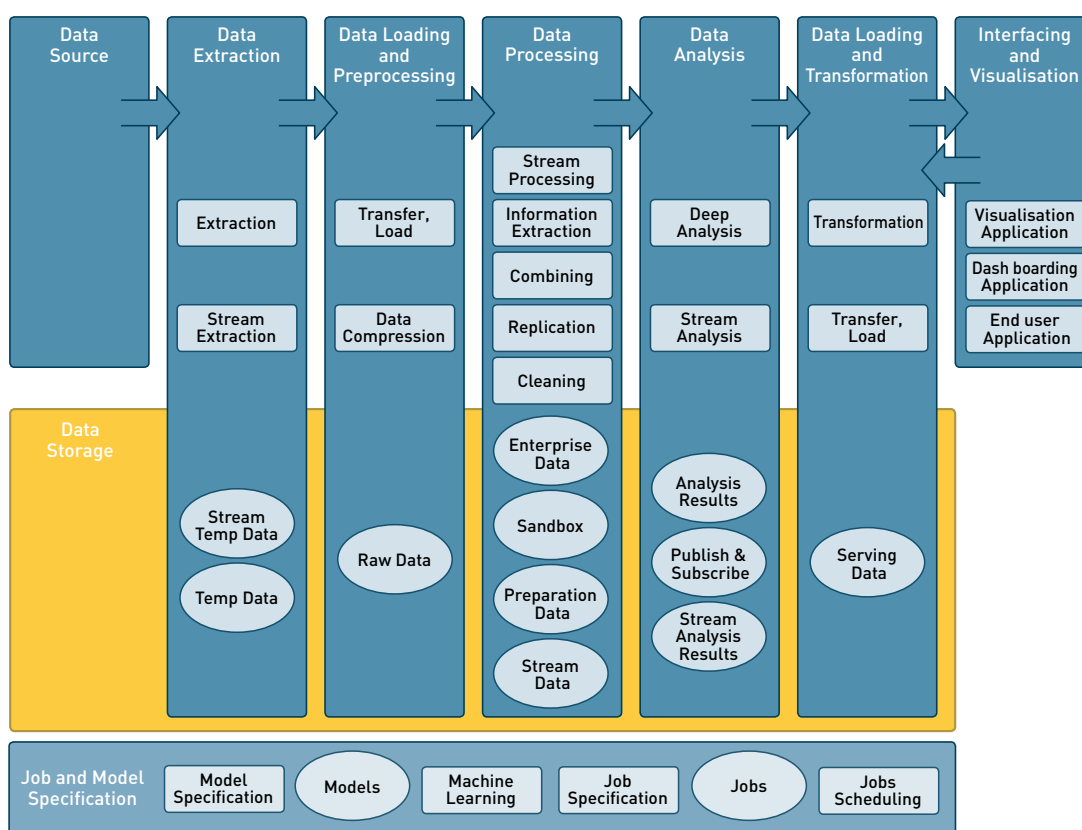 Data
Source
Data
Extraction
Data Loading
and
Preprocessing
Data
Processing
Data
Analysis
Data Loading
and
Transformation
Interfacing
and
Visualisation
Extraction
Stream
Extraction
Transfer,
Load
Data
Compression
Stream
Processing
Information
Extraction
Combining
Replication
Cleaning
Deep
Analysis
Stream
Analysis
Transformation
Transfer,
Load
Visualisation
Application
Dash boarding
Application
End user
Application
Data
Storage
Stream
Temp Data
Temp Data
Raw Data
Enterprise
Data
Sandbox
Preparation
Data
Stream
Data
Analysis
Results
Publish &
Subscribe
Stream
Analysis
Results
Serving
Data
Job and Model
Specification
Model
Specification
Models
Machine
Learning
Job
Specification
Jobs
Jobs
Scheduling